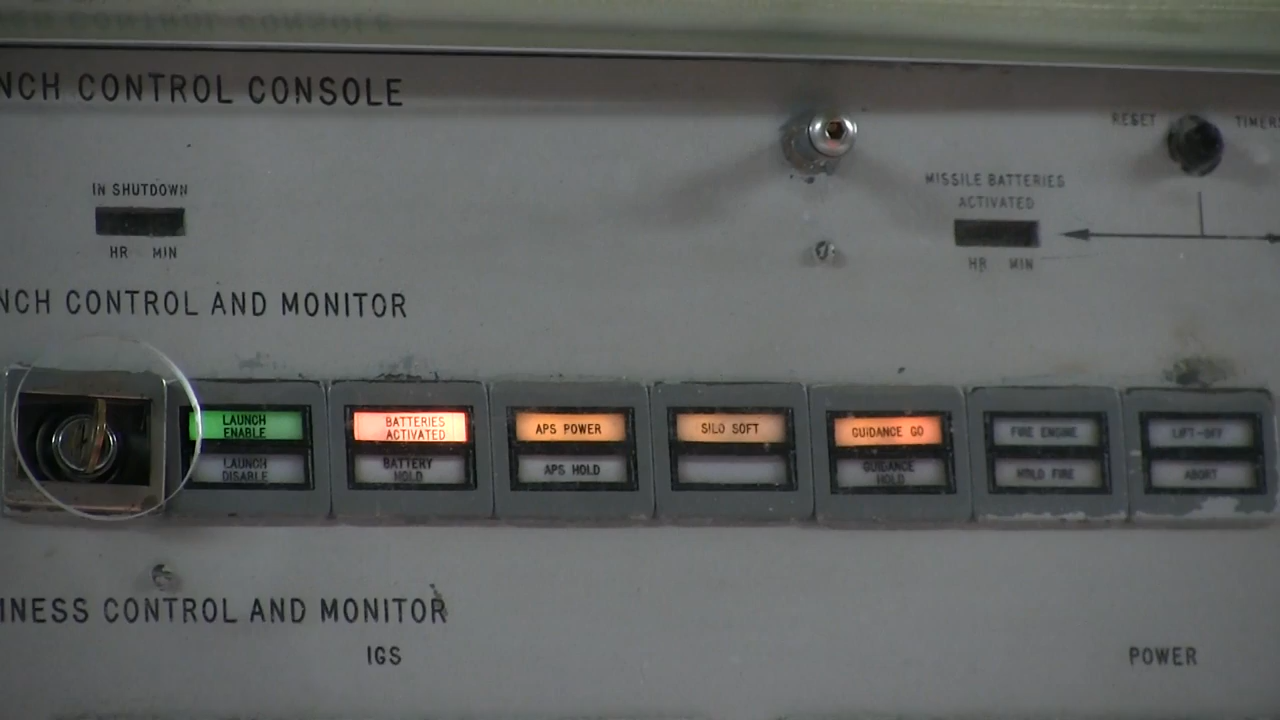 NCH CONTROL CONSOLE
RESET TIMERS
IN SHUTDOWN
HR MIN
MISSILE BATTERIES
ACTIVATED
HR MIN
NCH CONTROL AND MONITOR
LAUNCH
ENABLE
LAUNCH
DISABLE
BATTERIES
ACTIVATED
BATTERY
HOLD
APS POWER
APS HOLD
SILO SOFT
GUIDANCE GO
GUIDANCE
HOLD
FIRE ENGINE
HOLD FIRE
LIFT-OFF
ABORT
INESS CONTROL AND MONITOR
IGS
POWER